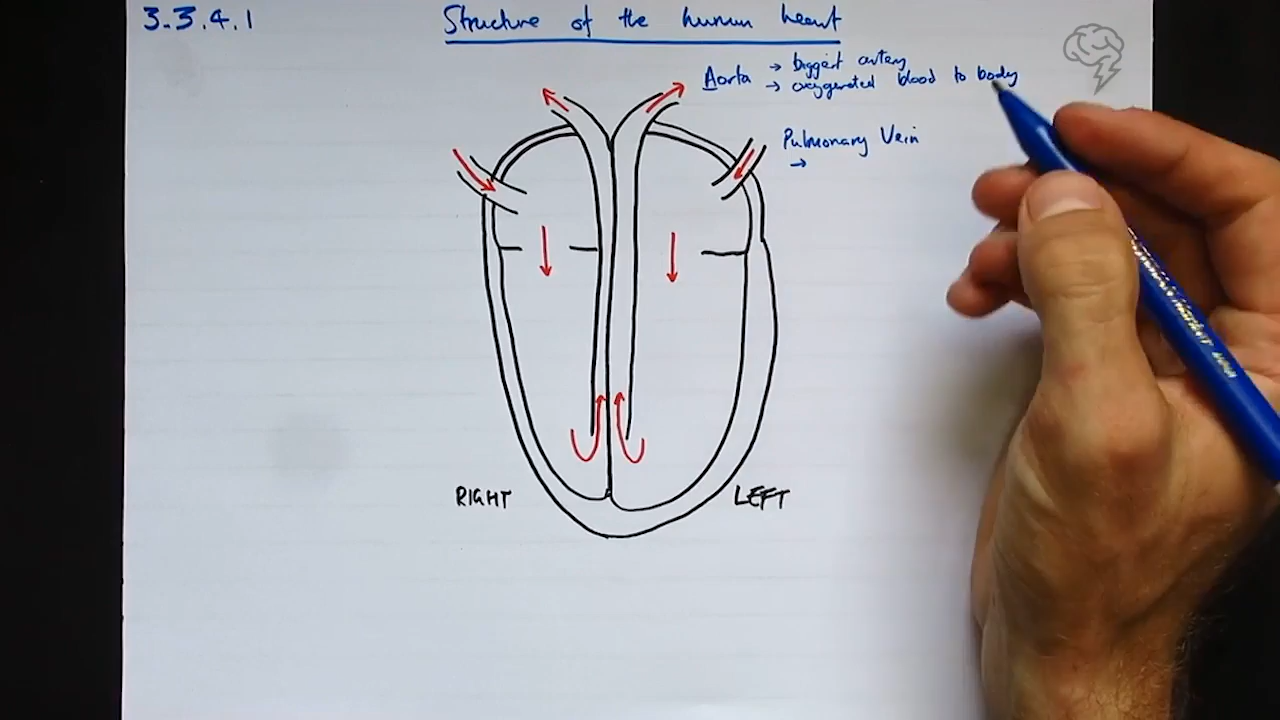 3.3.4.1
Structure of the human heart
Aorta → biggest artery
→ oxygenated blood to body
Pulmonary Vein
→
RIGHT
LEFT